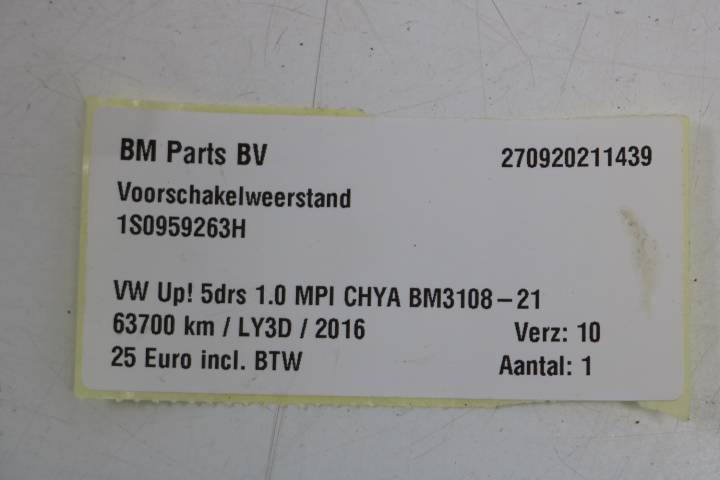 BM Parts BV 270920211439
Voorschakelweerstand
1S0959263H
VW Up! 5drs 1.0 MPI CHYA BM3108-21
63700 km / LY3D / 2016 Verz: 10
25 Euro incl. BTW Aantal: 1